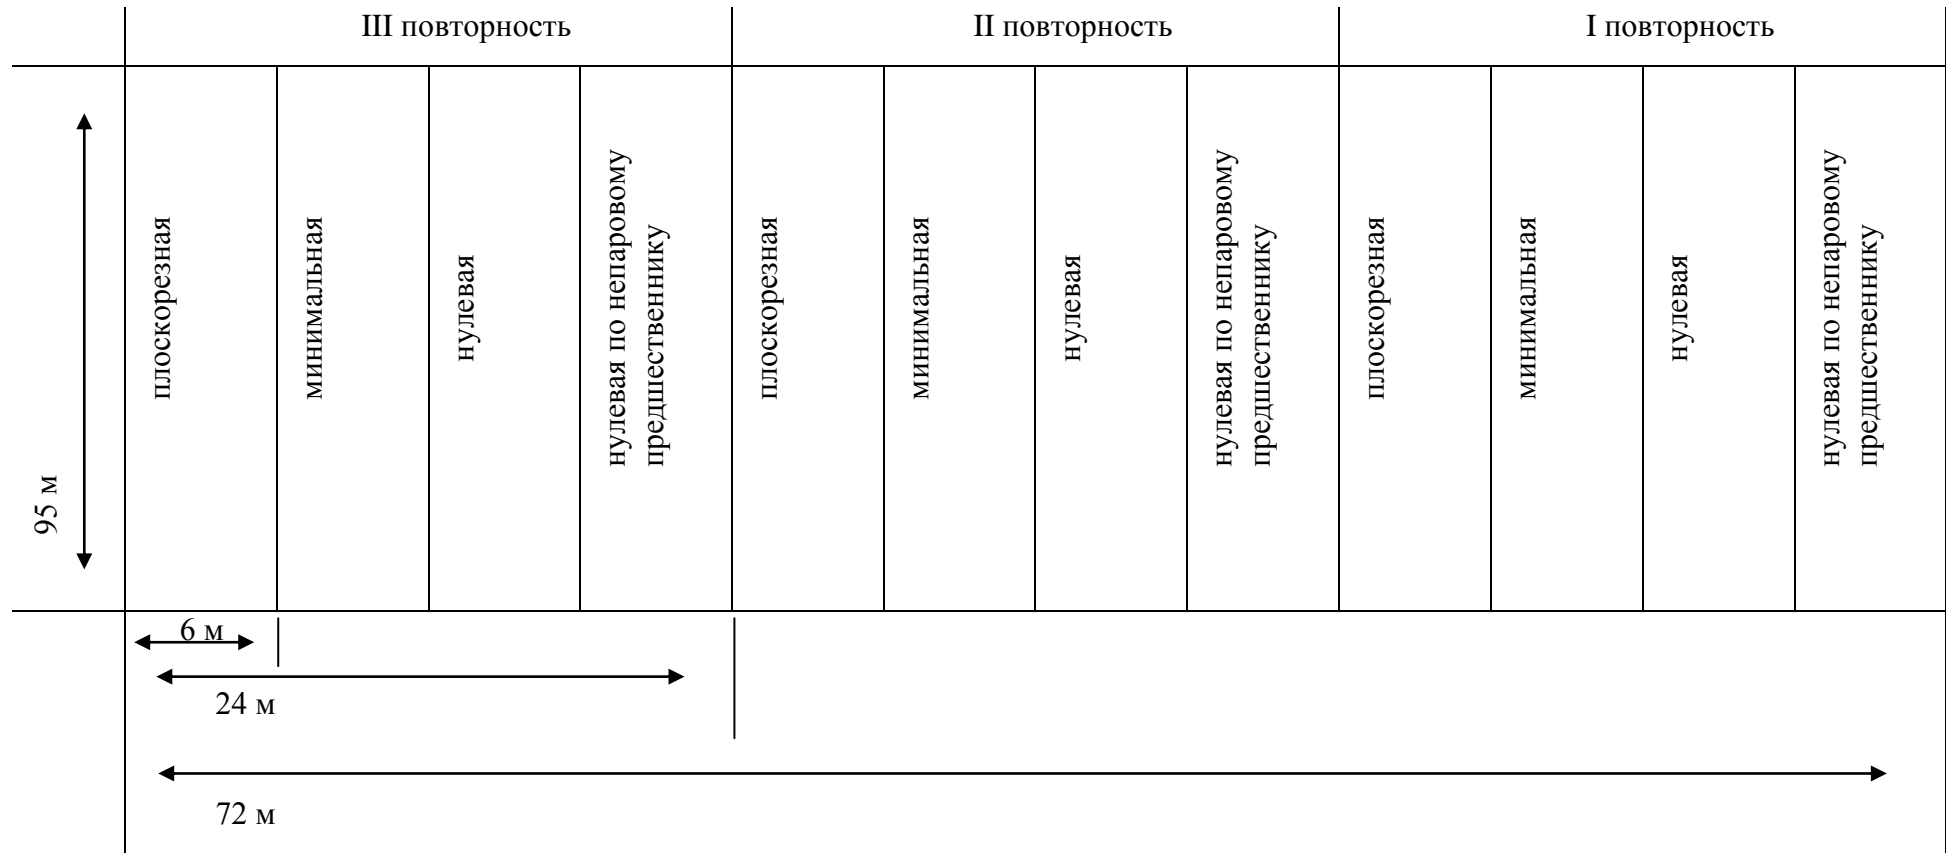 III повторность
II повторность
I повторность
95 м
плоскорезная
минимальная
нулевая
нулевая по непаровому
предшественнику
плоскорезная
минимальная
нулевая
нулевая по непаровому
предшественнику
плоскорезная
минимальная
нулевая
нулевая по непаровому
предшественнику
6 м
24 м
72 м